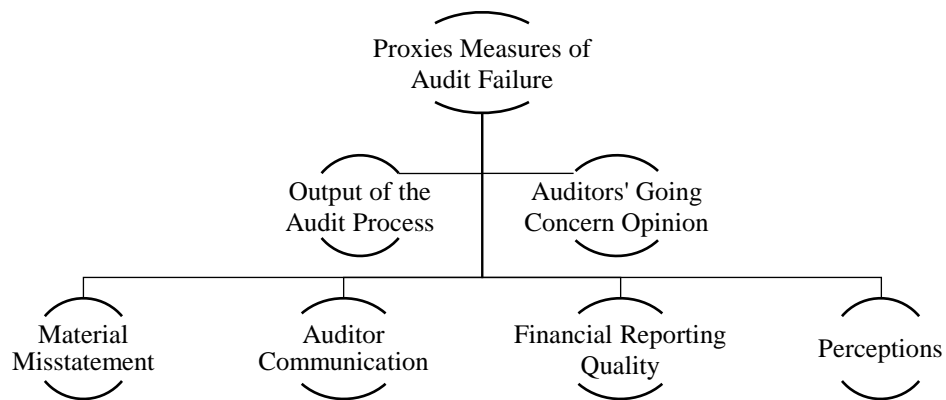 Proxies Measures of
Audit Failure
Output of the
Audit Process
Auditors' Going
Concern Opinion
Material
Misstatement
Auditor
Communication
Financial Reporting
Quality
Perceptions